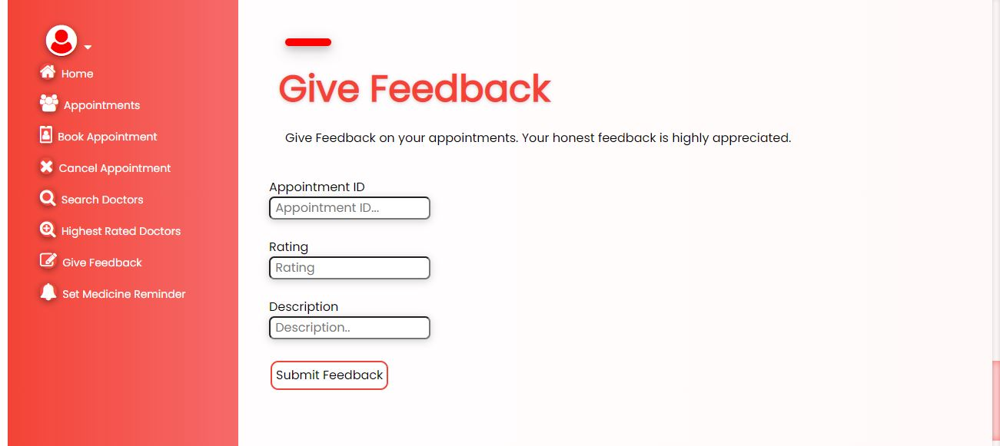 Home
Appointments
Book Appointment
Cancel Appointment
Search Doctors
Highest Rated Doctors
Give Feedback
Set Medicine Reminder
Give Feedback
Give Feedback on your appointments. Your honest feedback is highly appreciated.
Appointment ID
Appointment ID...
Rating
Rating
Description
Description..
Submit Feedback